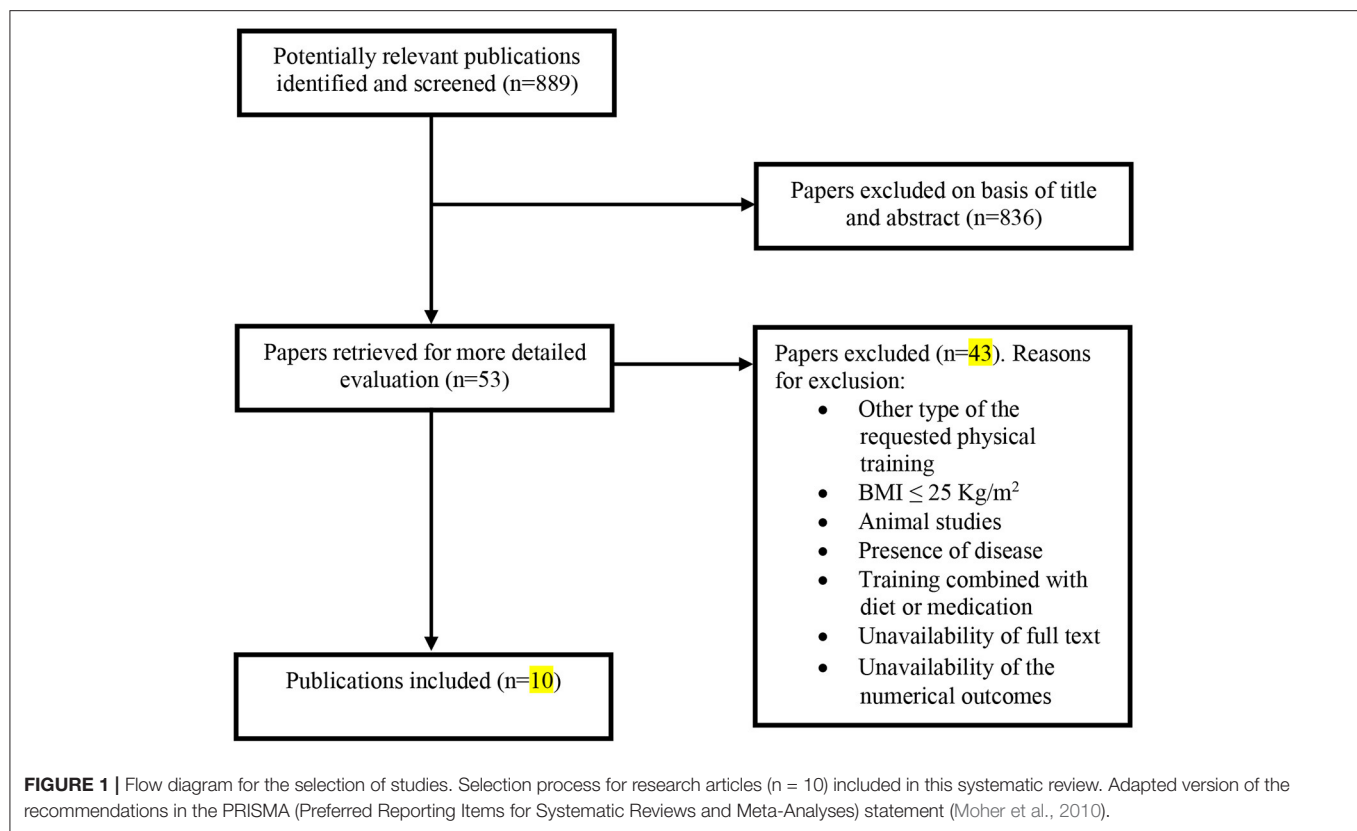 Potentially relevant publications
identified and screened (n=889)
Papers excluded on basis of title
and abstract (n=836)
Papers retrieved for more detailed
evaluation (n=53)
Papers excluded (n=43). Reasons
for exclusion:
• Other type of the
requested physical
training
• BMI ≤ 25 Kg/m²
• Animal studies
• Presence of disease
• Training combined with
diet or medication
• Unavailability of full text
• Unavailability of the
numerical outcomes
Publications included (n=10)
FIGURE 1 | Flow diagram for the selection of studies. Selection process for research articles (n = 10) included in this systematic review. Adapted version of the
recommendations in the PRISMA (Preferred Reporting Items for Systematic Reviews and Meta-Analyses) statement (Moher et al., 2010).